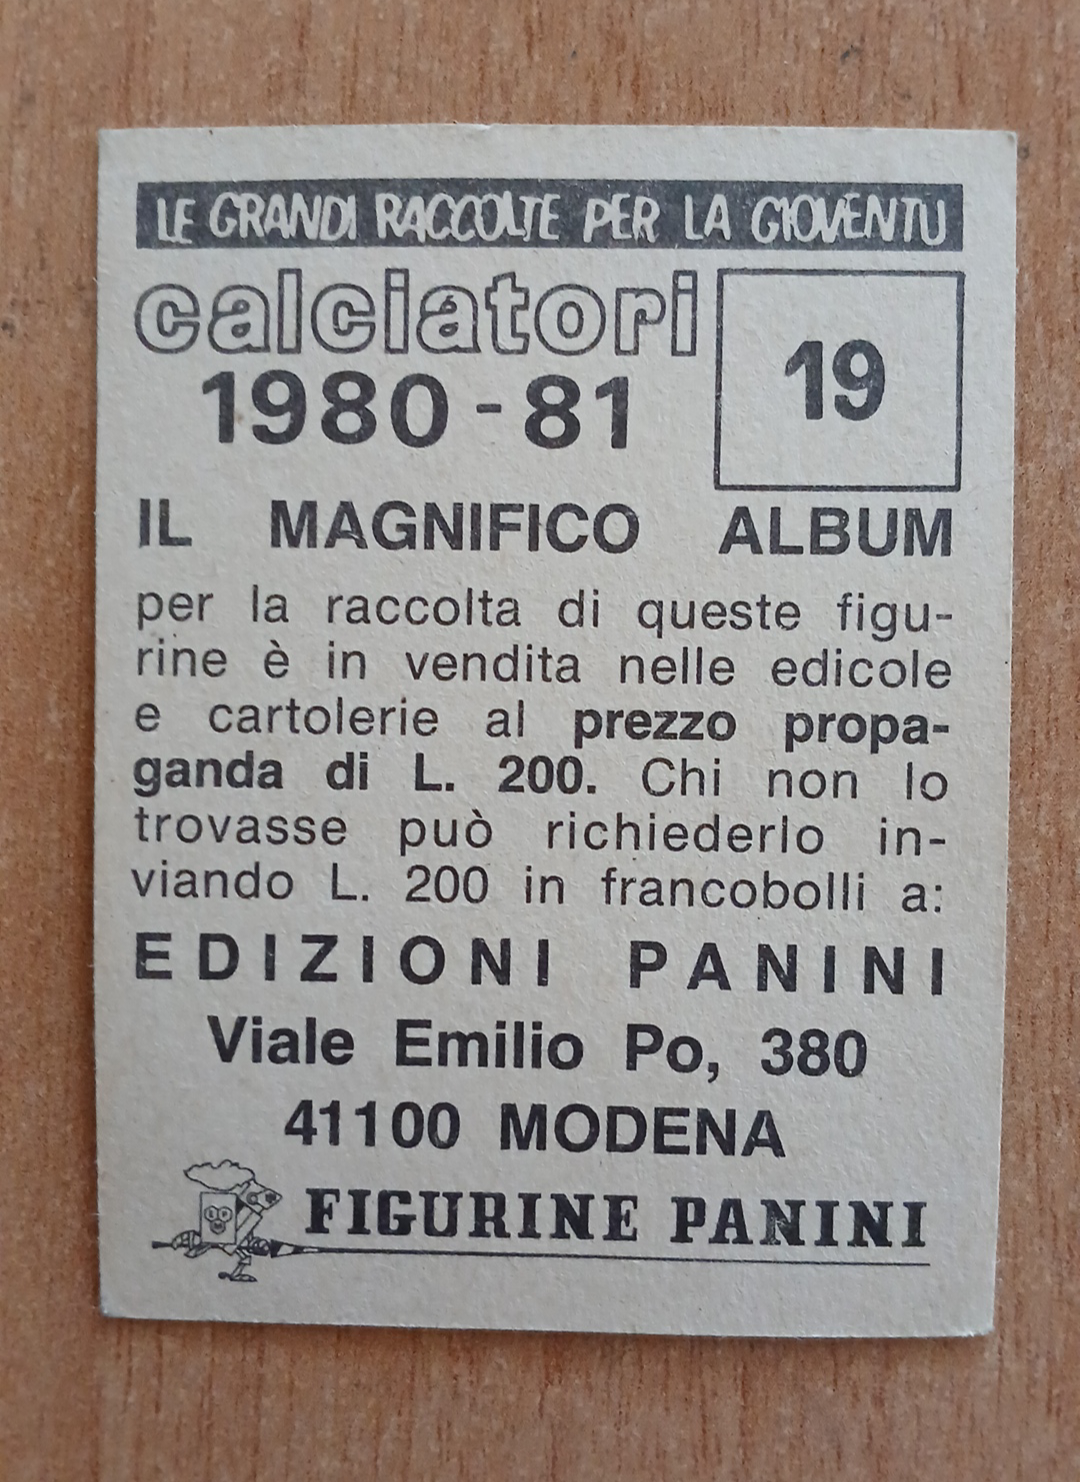 LE GRANDI RACCOLTE PER LA GIOVENTÙ
calciatori
1980-81
19
IL MAGNIFICO ALBUM
per la raccolta di queste figu-
rine è in vendita nelle edicole
e cartolerie al prezzo propa-
ganda di L. 200. Chi non lo
trovasse può richiederlo in-
viando L. 200 in francobolli a:
EDIZIONI PANINI
Viale Emilio Po, 380
41100 MODENA
FIGURINE PANINI